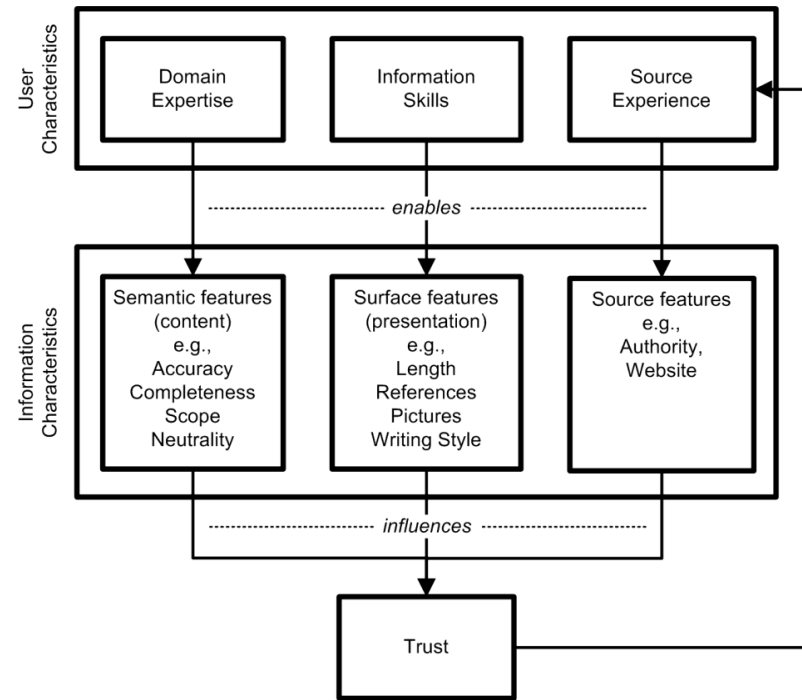 User
Characteristics
Domain
Expertise
Information
Skills
Source
Experience
enables
Information
Characteristics
Semantic features
(content)
e.g.,
Accuracy
Completeness
Scope
Neutrality
Surface features
(presentation)
e.g.,
Length
References
Pictures
Writing Style
Source features
e.g.,
Authority,
Website
influences
Trust